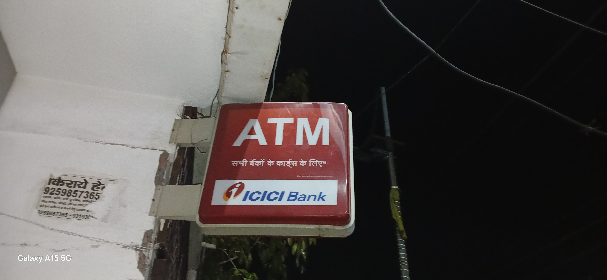 ATM
सभी बैंकों के कार्ड्स के लिए*
ICICI Bank
किराये हेतु
9259857365
Galaxy A15 5G